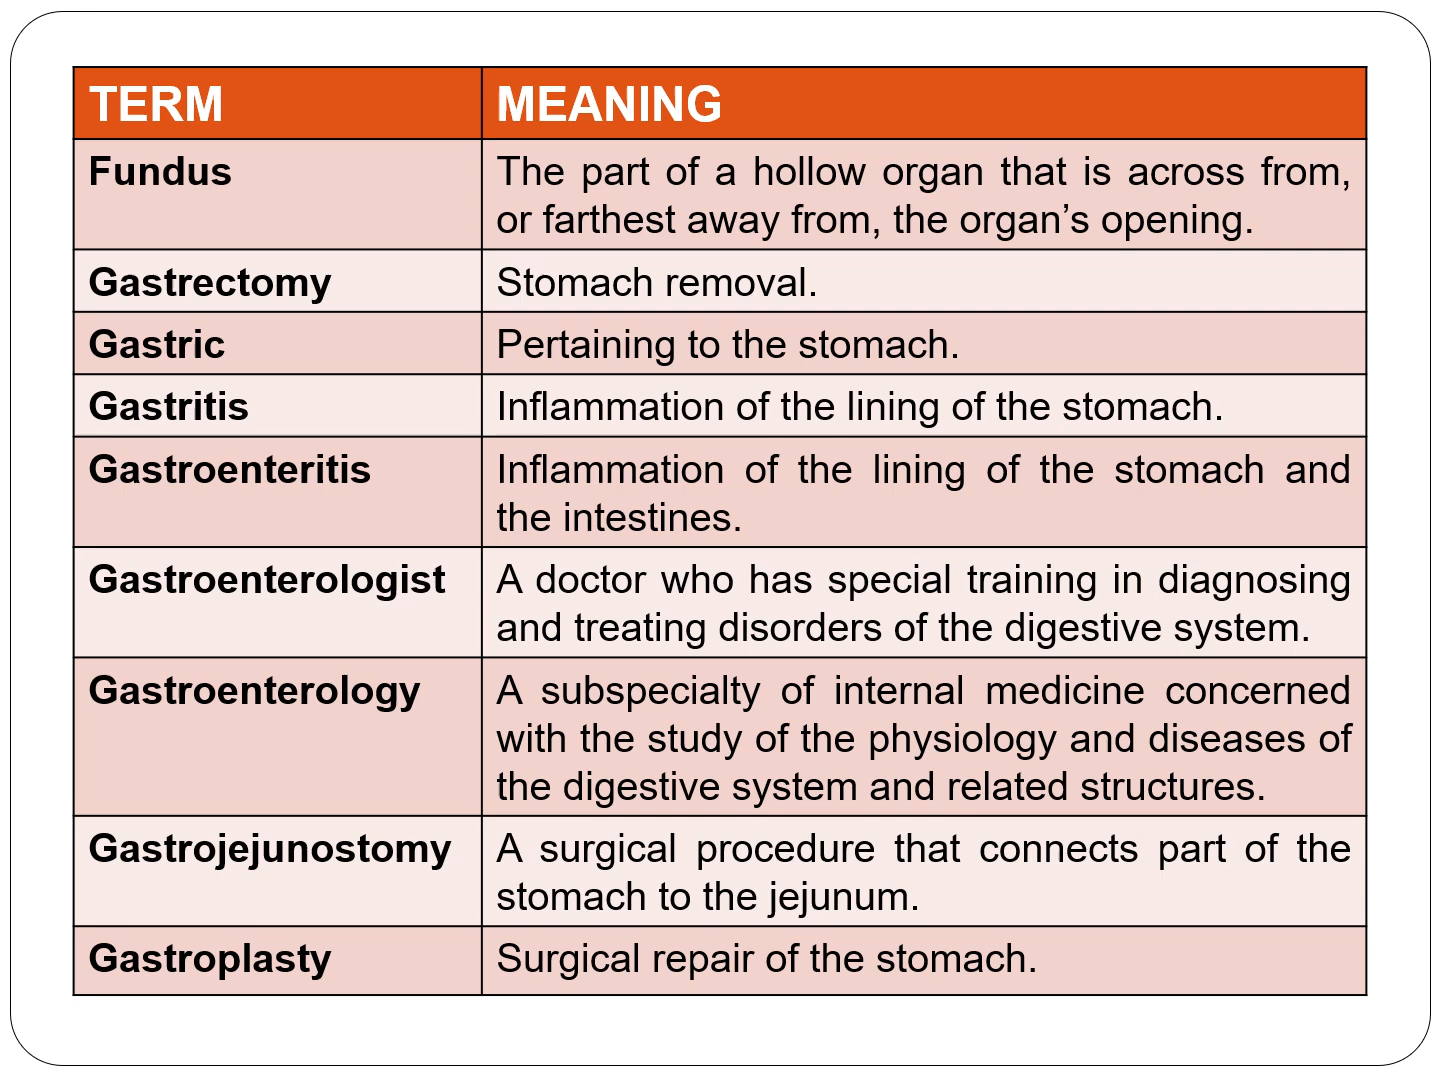 TERM
MEANING
Fundus
The part of a hollow organ that is across from,
or farthest away from, the organ’s opening.
Gastrectomy
Stomach removal.
Gastric
Pertaining to the stomach.
Gastritis
Inflammation of the lining of the stomach.
Gastroenteritis
Inflammation of the lining of the stomach and
the intestines.
Gastroenterologist
A doctor who has special training in diagnosing
and treating disorders of the digestive system.
Gastroenterology
A subspecialty of internal medicine concerned
with the study of the physiology and diseases of
the digestive system and related structures.
Gastrojejunostomy
A surgical procedure that connects part of the
stomach to the jejunum.
Gastroplasty
Surgical repair of the stomach.